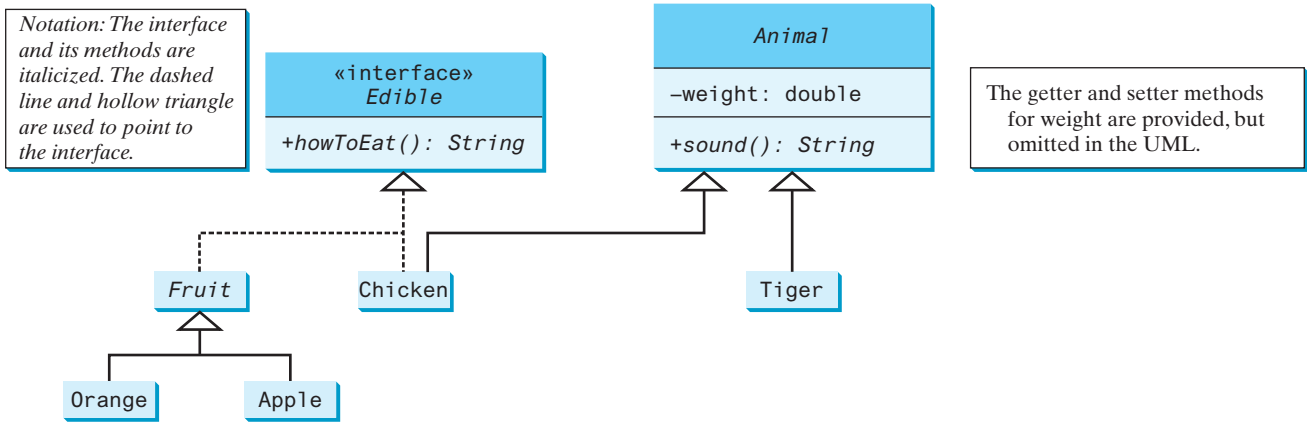 Notation: The interface
and its methods are
italicized. The dashed
line and hollow triangle
are used to point to
the interface.
«interface»
Edible
+howToEat(): String
Animal
–weight: double
+sound(): String
The getter and setter methods
for weight are provided, but
omitted in the UML.
Fruit
Chicken
Tiger
Orange
Apple